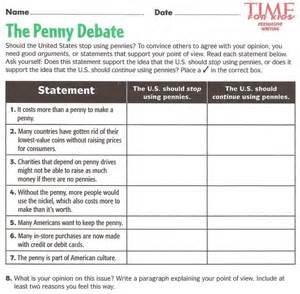 Name Date
TIME
FOR KIDS
PERSUASIVE
WRITING
The Penny Debate
Should the United States stop using pennies? To convince others to agree with your opinion, you
need good arguments, or statements that support your point of view. Read each statement below.
Ask yourself: Does this statement support the idea that the U.S. should stop using pennies, or does it
support the idea that the U.S. should continue using pennies? Place a ✓ in the correct box.
Statement
The U.S. should stop
using pennies.
The U.S. should
continue using pennies.
1. It costs more than a penny to make a
penny.
2. Many countries have gotten rid of their
lowest-value coins without raising prices
for consumers.
3. Charities that depend on penny drives
might not be able to raise as much
money if there are no pennies.
4. Without the penny, more people would
use the nickel, which also costs more to
make than it's worth.
5. Many Americans want to keep the penny.
6. Many in-store purchases are now made
with credit or debit cards.
7. The penny is part of American culture.
8. What is your opinion on this issue? Write a paragraph explaining your point of view. Include at
least two reasons you feel this way.